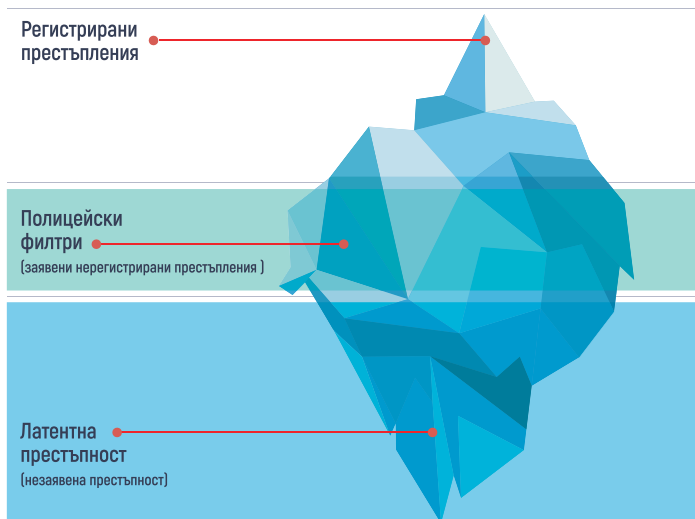 Регистрирани
престъпления
Полицейски
филтри
(заявени нерегистрирани престъпления )
Латентна
престъпност
(незаявена престъпност)